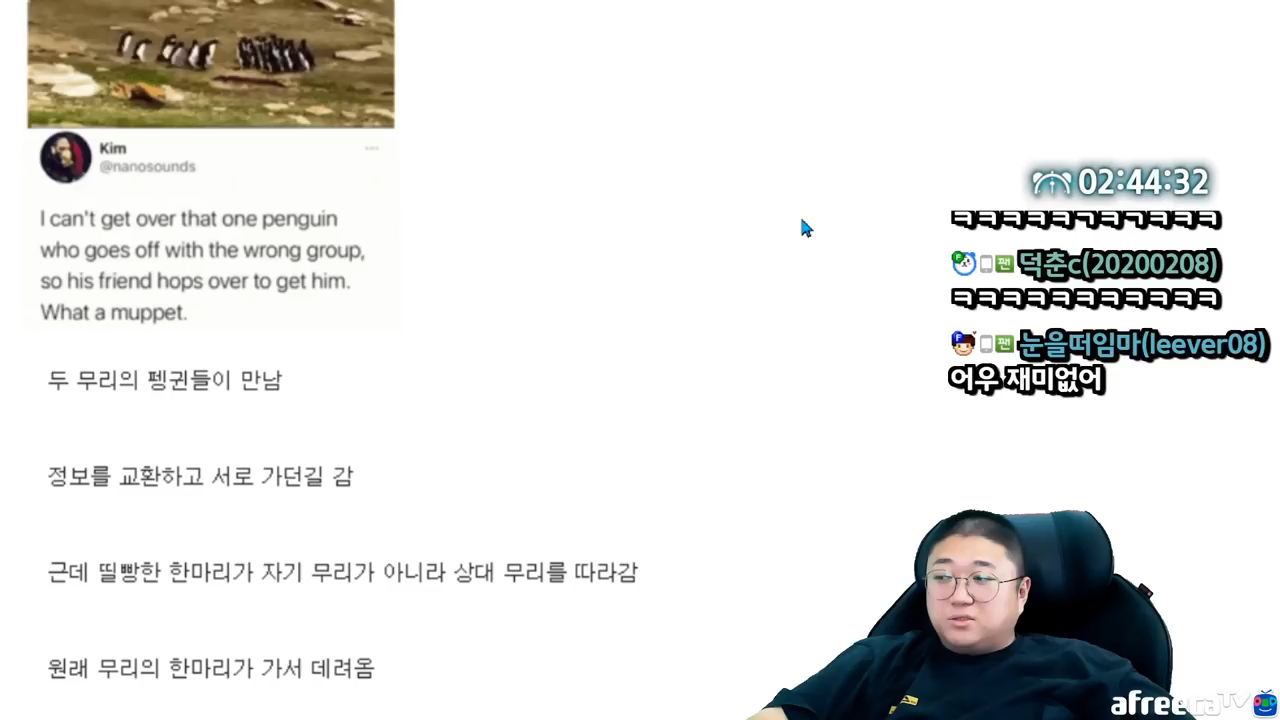 Kim
@nanosounds
I can't get over that one penguin
who goes off with the wrong group,
so his friend hops over to get him.
What a muppet.
두 무리의 펭귄들이 만남
정보를 교환하고 서로 가던길 감
근데 띨빵한 한마리가 자기 무리가 아니라 상대 무리를 따라감
원래 무리의 한마리가 가서 데려옴
02:44:32
ㅋㅋㅋㅋㅋㄱㅋㄱㅋㅋㅋ
팬 덕춘c(20200208)
ㅋㅋㅋㅋㅋㅋㅋㅋㅋㅋㅋ
팬 눈을떠임마(leever08)
어우 재미없어
afreecaTV